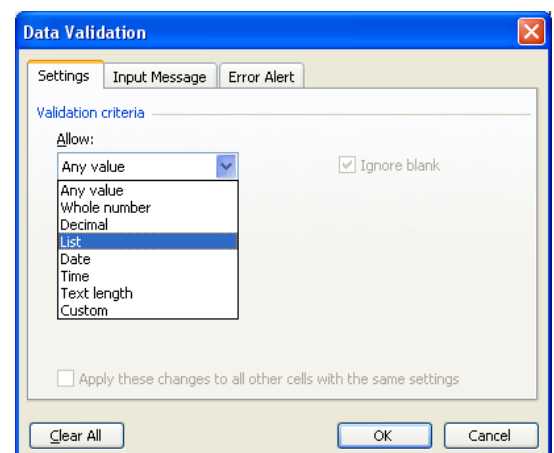 Data Validation
Settings Input Message Error Alert
Validation criteria
Allow:
Any value Ignore blank
Any value
Whole number
Decimal
List
Date
Time
Text length
Custom
Apply these changes to all other cells with the same settings
Clear All OK Cancel